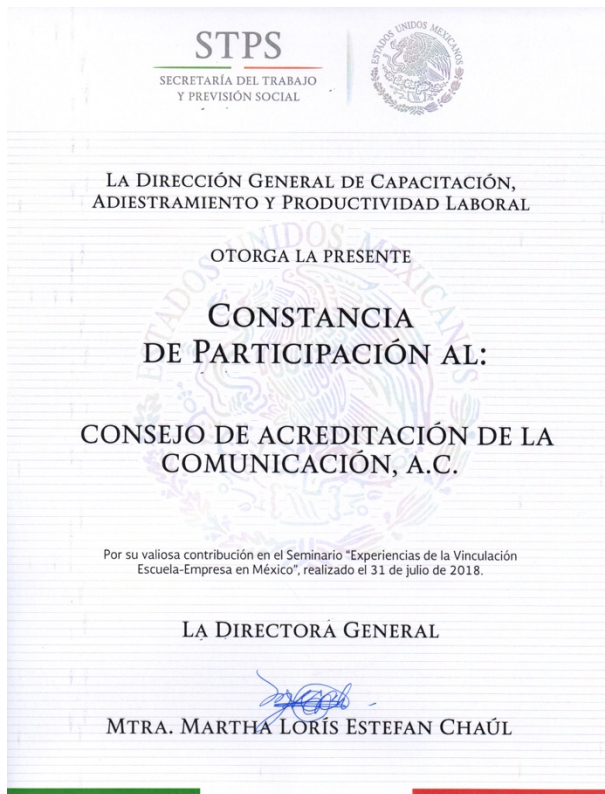 STPS
SECRETARÍA DEL TRABAJO
Y PREVISIÓN SOCIAL
ESTADOS UNIDOS MEXICANOS
LA DIRECCIÓN GENERAL DE CAPACITACIÓN,
ADIESTRAMIENTO Y PRODUCTIVIDAD LABORAL
OTORGA LA PRESENTE
CONSTANCIA
DE PARTICIPACIÓN AL:
CONSEJO DE ACREDITACIÓN DE LA
COMUNICACIÓN, A.C.
Por su valiosa contribución en el Seminario "Experiencias de la Vinculación
Escuela-Empresa en México", realizado el 31 de julio de 2018.
LA DIRECTORA GENERAL
MTRA. MARTHA LORÍS ESTEFAN CHAÚL
ESTADOS UNIDOS MEXICANOS